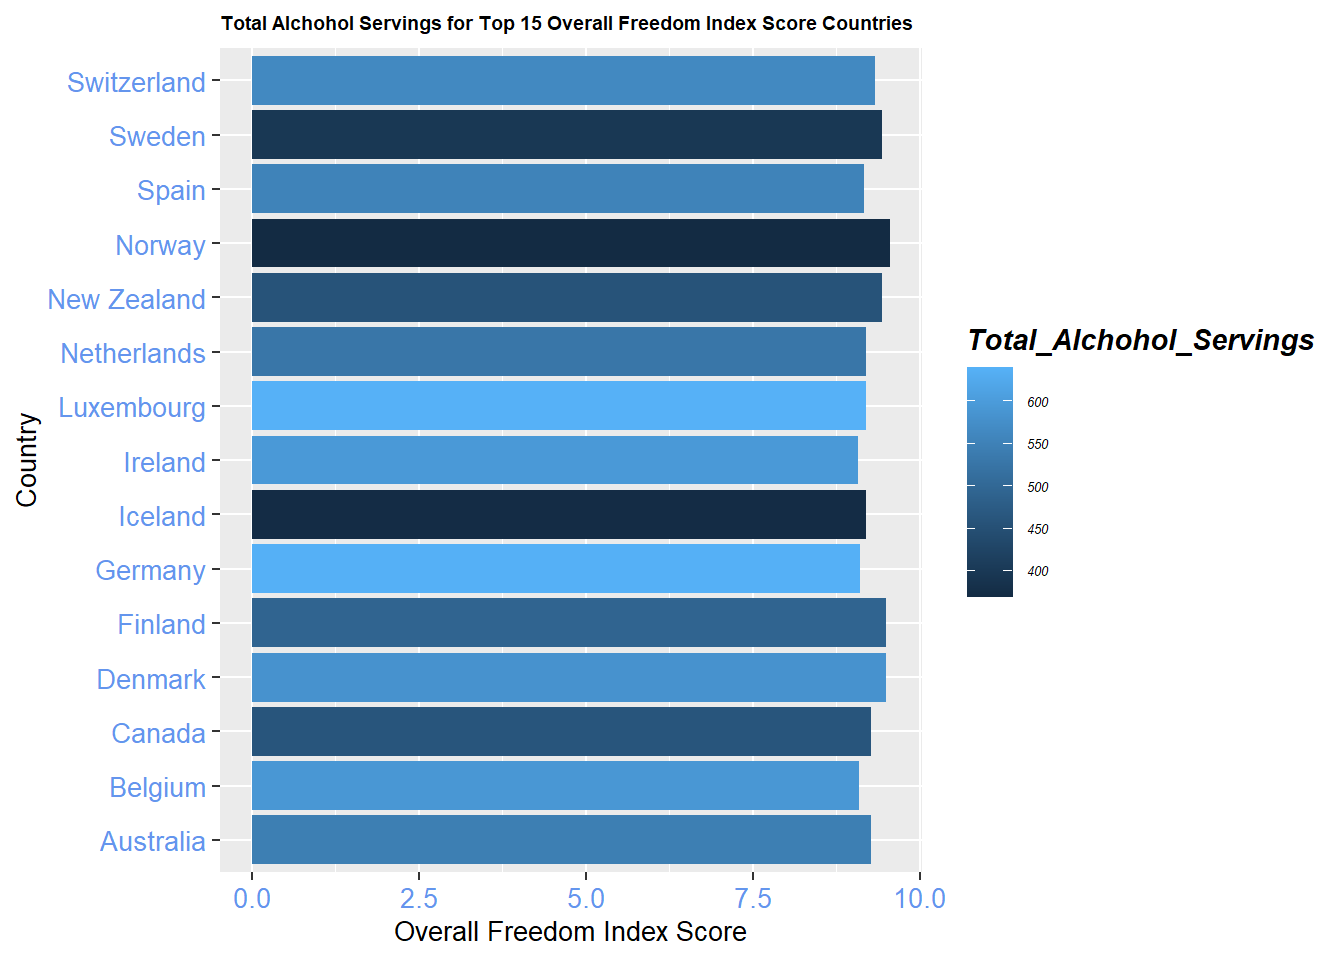 Total Alchohol Servings for Top 15 Overall Freedom Index Score Countries
Switzerland
Sweden
Spain
Norway
New Zealand
Netherlands
Luxembourg
Ireland
Iceland
Germany
Finland
Denmark
Canada
Belgium
Australia
Country
0.0 2.5 5.0 7.5 10.0
Overall Freedom Index Score
Total_Alchohol_Servings
600
550
500
450
400